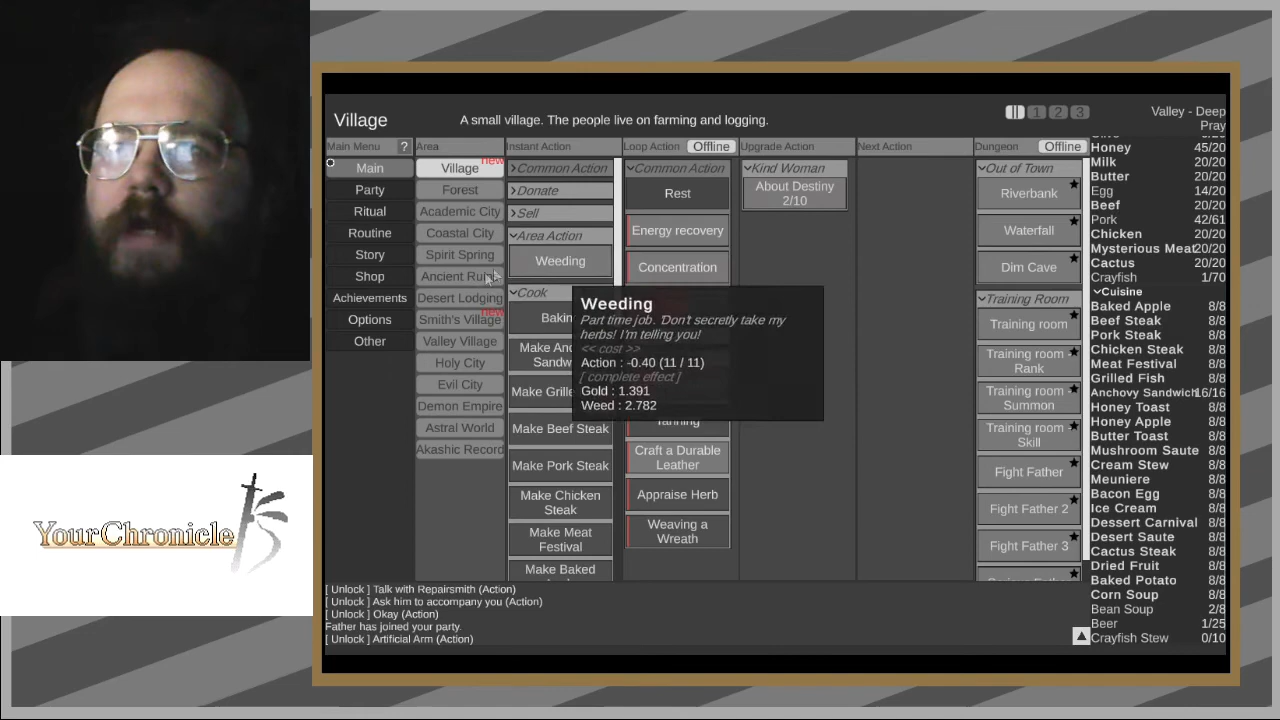 Village
A small village. The people live on farming and logging.
1 2 3
Valley - Deep
Pray
Main Menu ? Area Instant Action Loop Action Offline Upgrade Action Next Action Dungeon Offline
Main
Party
Ritual
Routine
Story
Shop
Achievements
Options
Other
new
Village
Forest
Academic City
Coastal City
Spirit Spring
Desert Lodging
new
Smith's Village
Valley Village
Holy City
Evil City
Demon Empire
Astral World
Akashic Record
Common Action
Donate
Sell
Area Action
Weeding
Cook
Make Beef Steak
Make Pork Steak
Make Chicken
Steak
Make Meat
Festival
Make Baked
Common Action
Rest
Energy recovery
Concentration
Weeding
Part time job. 'Don't secretly take my
herbs! I'm telling you!
<< cost >>
Action : -0.40 (11 / 11)
[ complete effect ]
Gold : 1.391
Weed : 2.782
Tanning
Craft a Durable
Leather
Appraise Herb
Weaving a
Wreath
Kind Woman
About Destiny
2/10
Out of Town
Riverbank
Waterfall
Dim Cave
Training Room
Training room
Training room
Rank
Training room
Summon
Training room -
Skill
Fight Father
Fight Father 2
Fight Father 3
Honey 45/20
Milk 20/20
Butter 20/20
Egg 14/20
Beef 20/20
Pork 42/61
Chicken 20/20
Mysterious Meat 20/20
Cactus 20/20
Crayfish 1/70
Cuisine
Baked Apple 8/8
Beef Steak 8/8
Pork Steak 8/8
Chicken Steak 8/8
Meat Festival 8/8
Grilled Fish 8/8
Anchovy Sandwich 16/16
Honey Toast 8/8
Honey Apple 8/8
Butter Toast 8/8
Mushroom Saute 8/8
Cream Stew 8/8
Meuniere 8/8
Bacon Egg 8/8
Ice Cream 8/8
Dessert Carnival 8/8
Desert Saute 8/8
Cactus Steak 8/8
Dried Fruit 8/8
Baked Potato 8/8
Corn Soup 8/8
Bean Soup 2/8
Beer 1/25
Crayfish Stew 0/10
[ Unlock ] Talk with Repairsmith (Action)
[ Unlock ] Ask him to accompany you (Action)
[ Unlock ] Okay (Action)
Father has joined your party.
[ Unlock ] Artificial Arm (Action)
YourChronicle